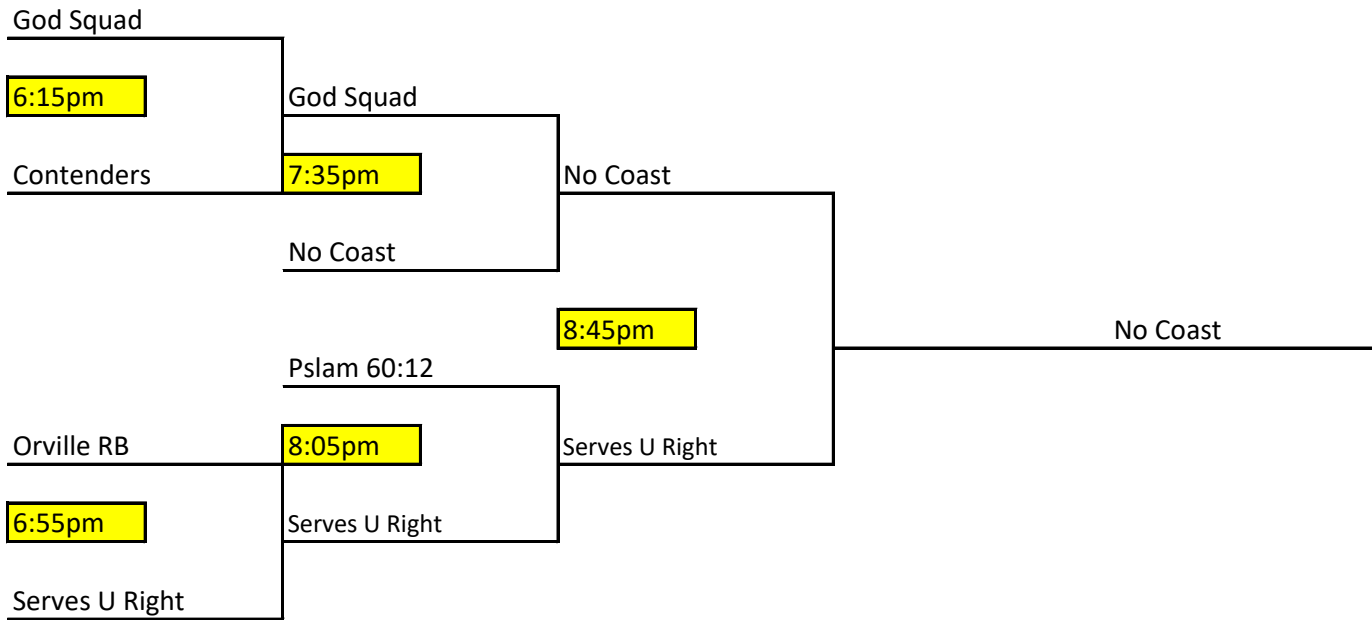 God Squad
6:15pm
God Squad
Contenders
7:35pm
No Coast
No Coast
8:45pm
No Coast
Pslam 60:12
Orville RB
8:05pm
Serves U Right
6:55pm
Serves U Right
Serves U Right